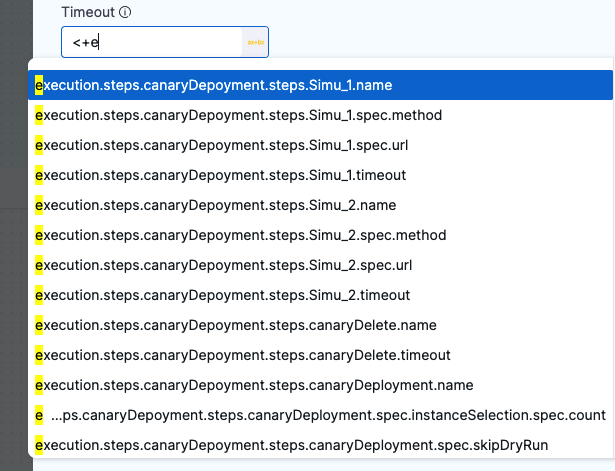 Timeout
<+e
execution.steps.canaryDepoyment.steps.Simu_1.name
execution.steps.canaryDepoyment.steps.Simu_1.spec.method
execution.steps.canaryDepoyment.steps.Simu_1.spec.url
execution.steps.canaryDepoyment.steps.Simu_1.timeout
execution.steps.canaryDepoyment.steps.Simu_2.name
execution.steps.canaryDepoyment.steps.Simu_2.spec.method
execution.steps.canaryDepoyment.steps.Simu_2.spec.url
execution.steps.canaryDepoyment.steps.Simu_2.timeout
execution.steps.canaryDepoyment.steps.canaryDelete.name
execution.steps.canaryDepoyment.steps.canaryDelete.timeout
execution.steps.canaryDepoyment.steps.canaryDeployment.name
e ...ps.canaryDepoyment.steps.canaryDeployment.spec.instanceSelection.spec.count
execution.steps.canaryDepoyment.steps.canaryDeployment.spec.skipDryRun